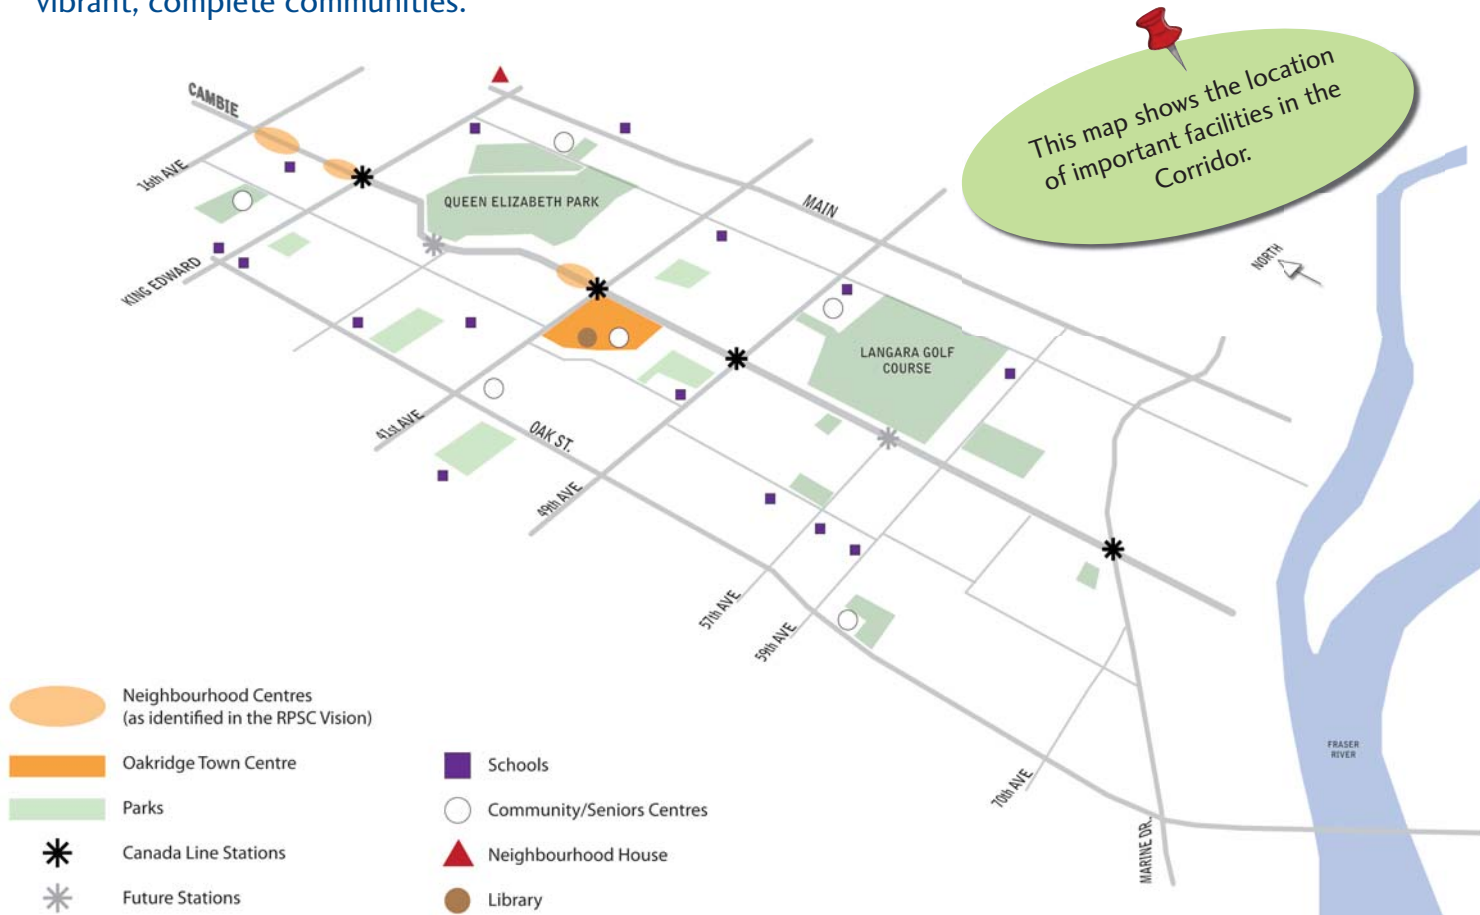 vibrant, complete communities.
This map shows the location
of important facilities in the
Corridor.
CAMBIE
16th AVE
QUEEN ELIZABETH PARK
MAIN
NORTH
KING EDWARD
LANGARA GOLF
COURSE
41st AVE
OAK ST.
49th AVE
57th AVE
59th AVE
FRASER
RIVER
70th AVE
MARINE DR.
Neighbourhood Centres
(as identified in the RPSC Vision)
Oakridge Town Centre
Parks
Canada Line Stations
Future Stations
Schools
Community/Seniors Centres
Neighbourhood House
Library